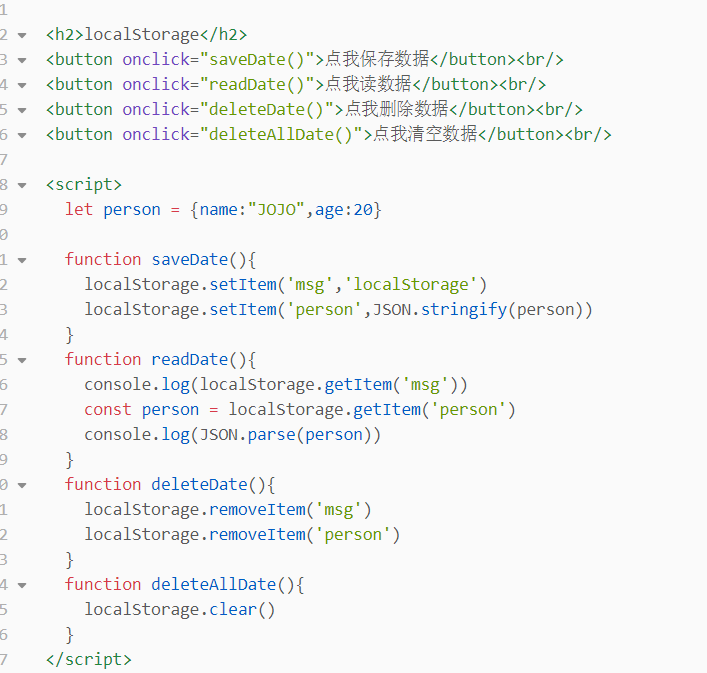 1
2 <h2>localStorage</h2>
3 <button onclick="saveDate()">点我保存数据</button><br/>
4 <button onclick="readDate()">点我读数据</button><br/>
5 <button onclick="deleteDate()">点我删除数据</button><br/>
6 <button onclick="deleteAllDate()">点我清空数据</button><br/>
7
8 <script>
9 let person = {name:"JOJO",age:20}
0
1 function saveDate(){
2 localStorage.setItem('msg','localStorage')
3 localStorage.setItem('person',JSON.stringify(person))
4 }
5 function readDate(){
6 console.log(localStorage.getItem('msg'))
7 const person = localStorage.getItem('person')
8 console.log(JSON.parse(person))
9 }
0 function deleteDate(){
1 localStorage.removeItem('msg')
2 localStorage.removeItem('person')
3 }
4 function deleteAllDate(){
5 localStorage.clear()
6 }
7 </script>